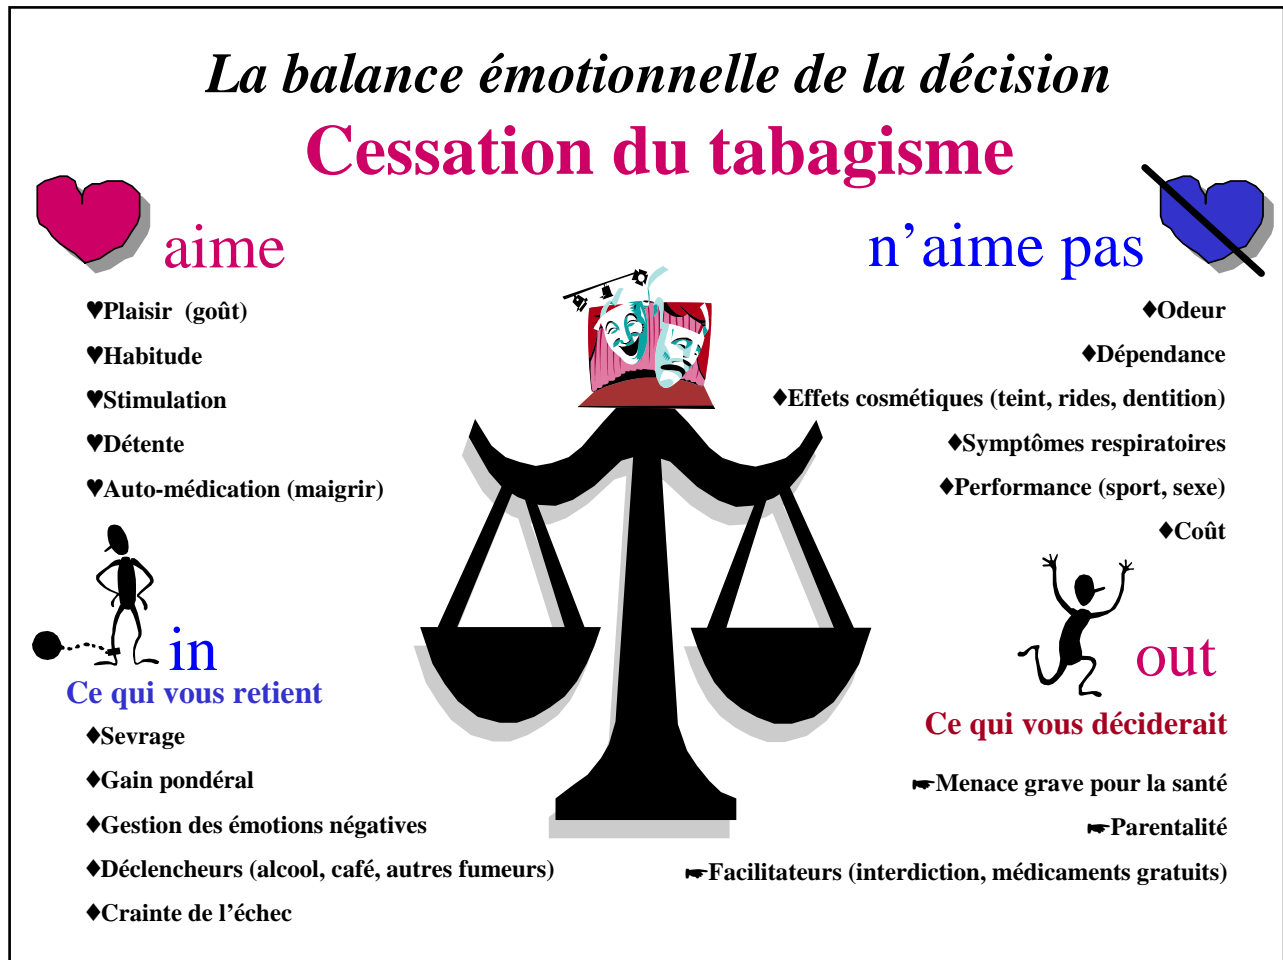 La balance émotionnelle de la décision
Cessation du tabagisme
aime
♥Plaisir (goût)
♥Habitude
♥Stimulation
♥Détente
♥Auto-médication (maigrir)
n’aime pas
♦Odeur
♦Dépendance
♦Effets cosmétiques (teint, rides, dentition)
♦Symptômes respiratoires
♦Performance (sport, sexe)
♦Coût
in
Ce qui vous retient
♦Sevrage
♦Gain pondéral
♦Gestion des émotions négatives
♦Déclencheurs (alcool, café, autres fumeurs)
♦Crainte de l’échec
out
Ce qui vous déciderait
☛Menace grave pour la santé
☛Parentalité
☛Facilitateurs (interdiction, médicaments gratuits)